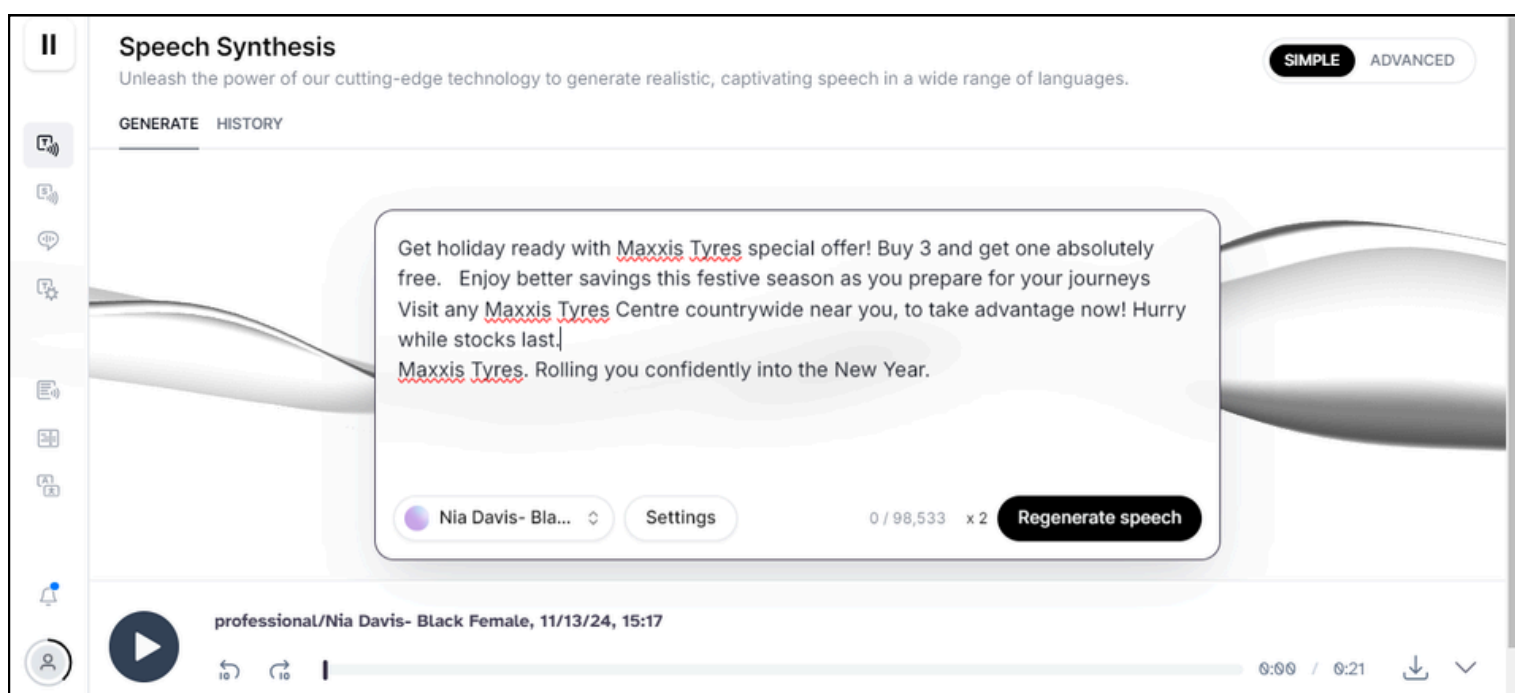 Speech Synthesis
Unleash the power of our cutting-edge technology to generate realistic, captivating speech in a wide range of languages.
SIMPLE ADVANCED
GENERATE HISTORY
Get holiday ready with Maxxis Tyres special offer! Buy 3 and get one absolutely
free.   Enjoy better savings this festive season as you prepare for your journeys
Visit any Maxxis Tyres Centre countrywide near you, to take advantage now! Hurry
while stocks last.
Maxxis Tyres. Rolling you confidently into the New Year.
Nia Davis- Bla... Settings 0 / 98,533 x 2 Regenerate speech
professional/Nia Davis- Black Female, 11/13/24, 15:17
10 10 0:00 / 0:21